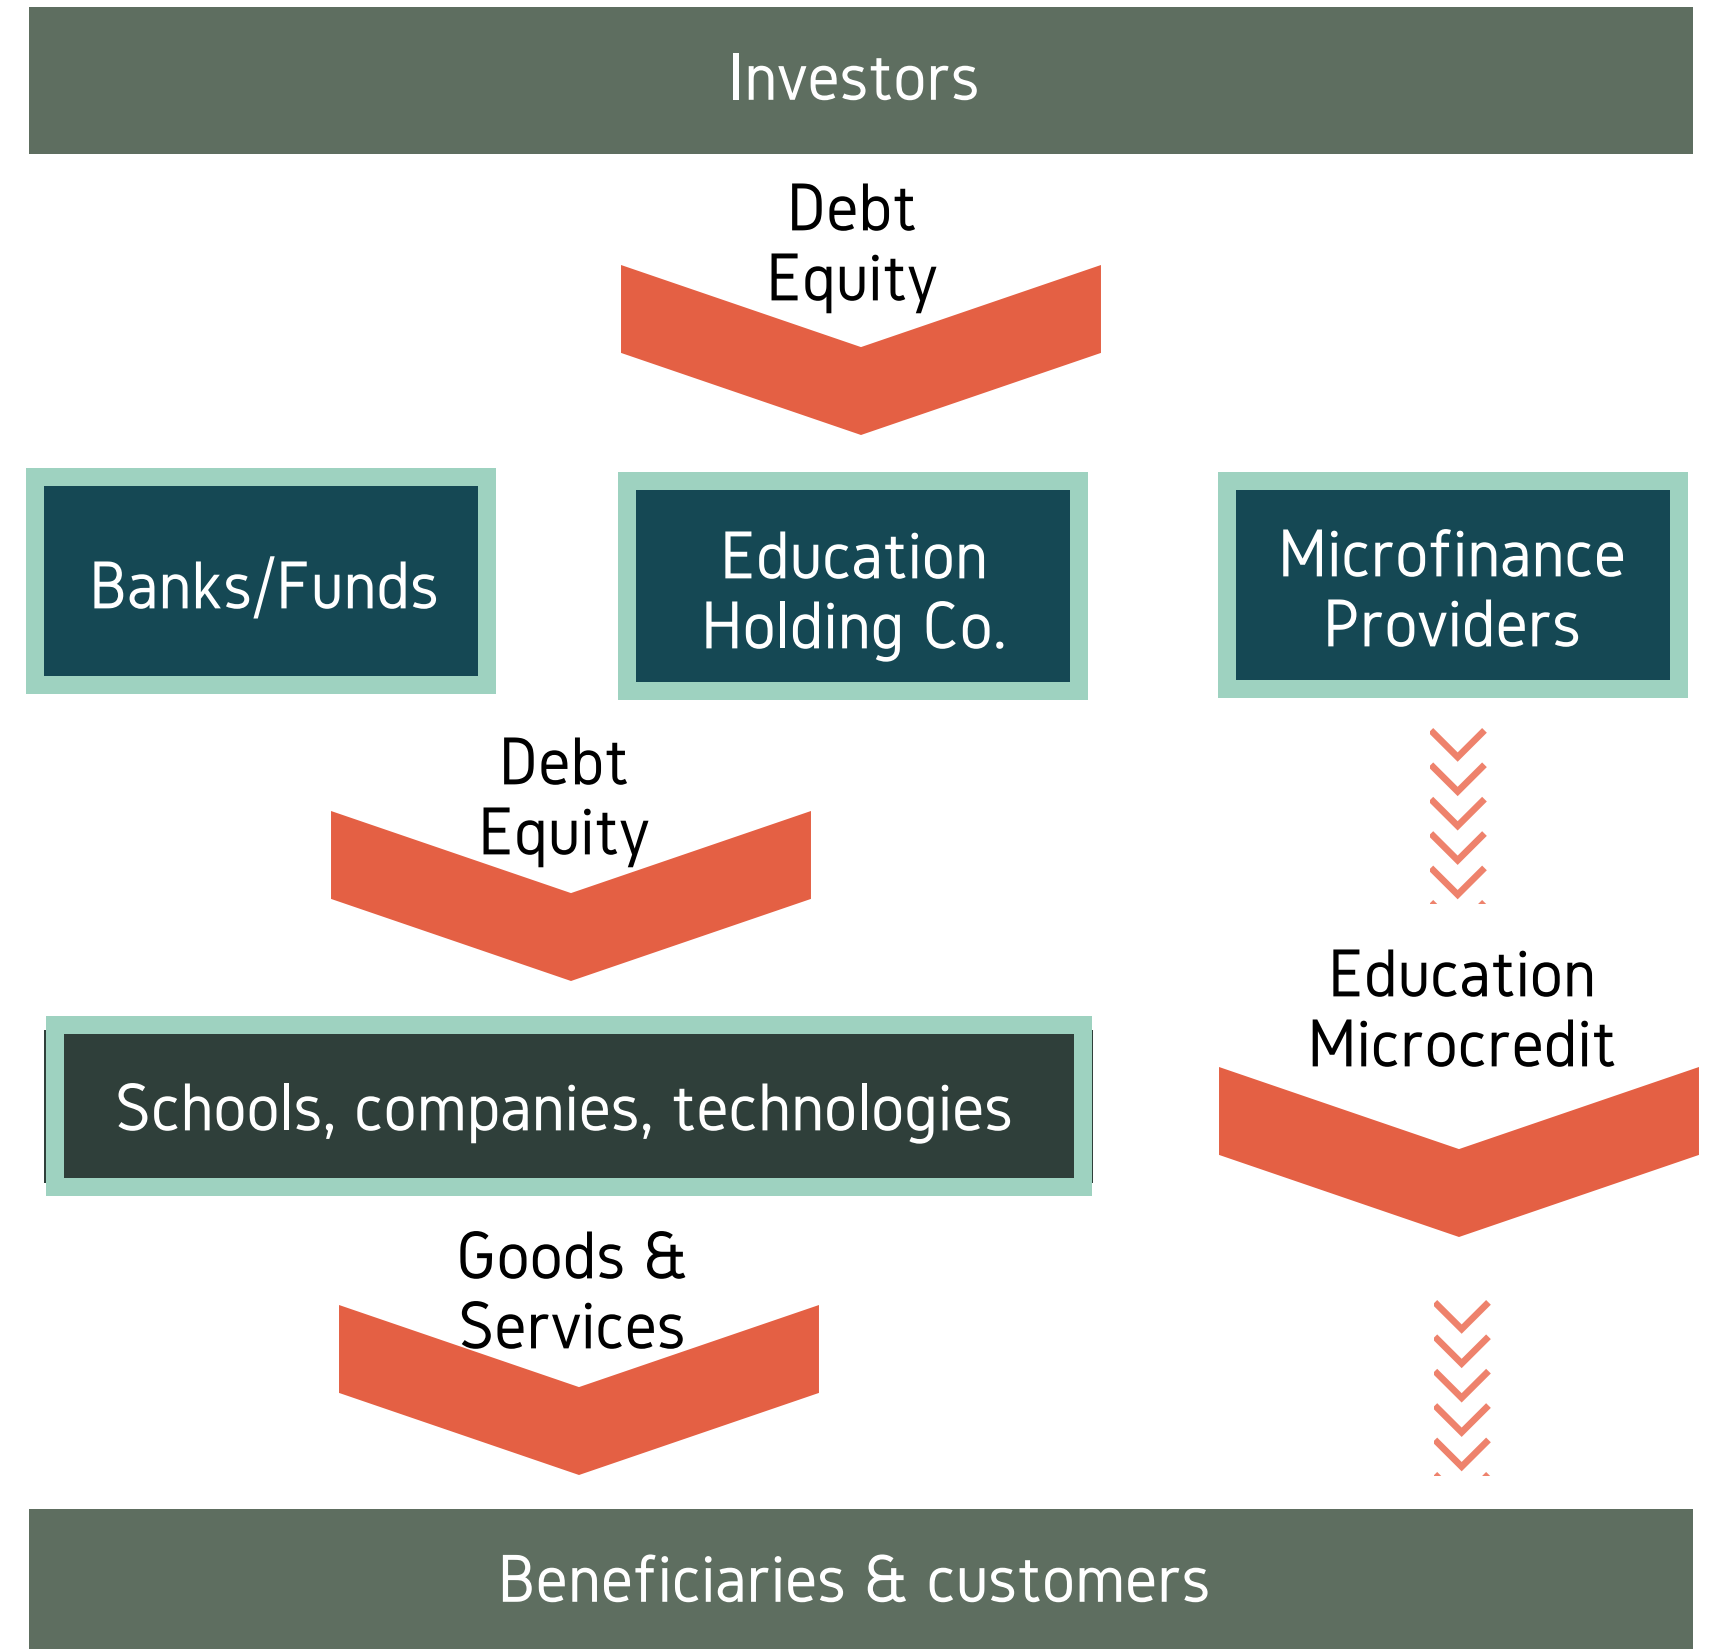 Investors
Debt
Equity
Banks/Funds
Education
Holding Co.
Microfinance
Providers
Debt
Equity
Education
Microcredit
Schools, companies, technologies
Goods &
Services
Beneficiaries & customers